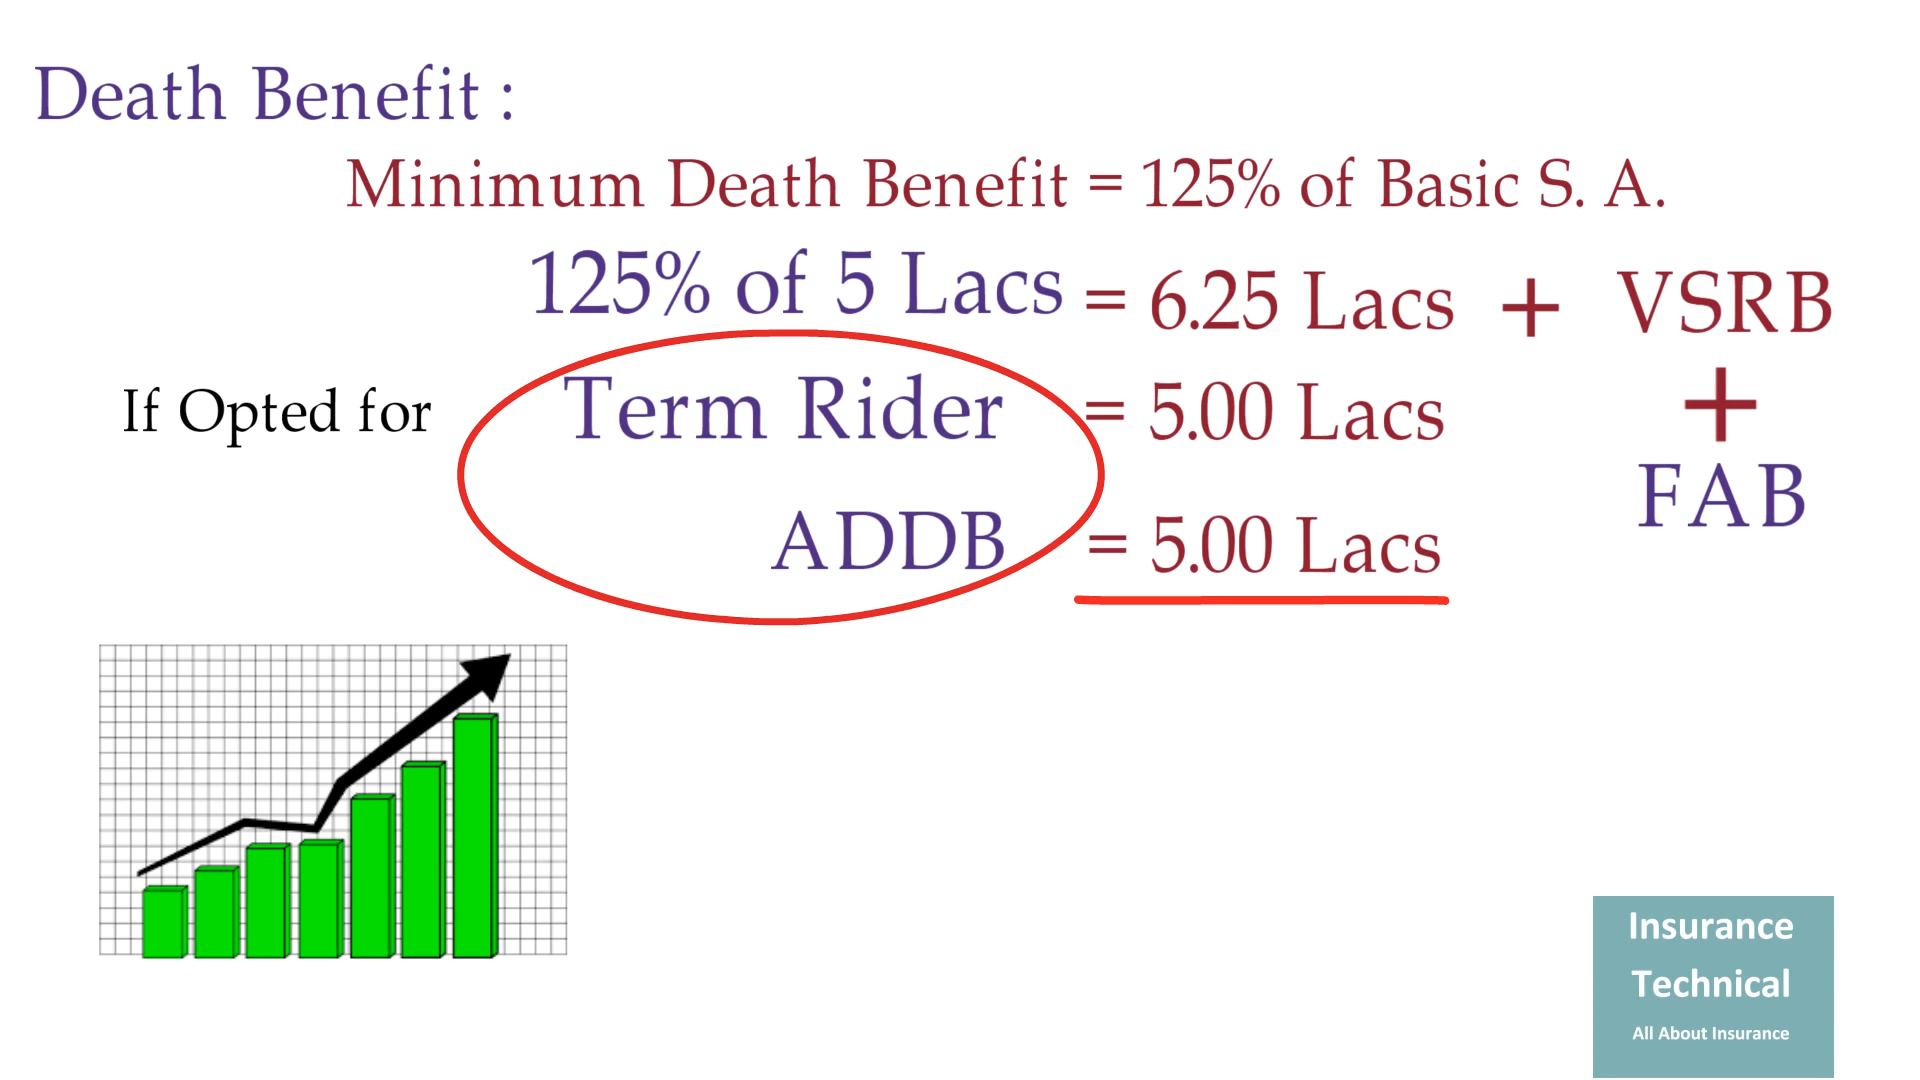 Death Benefit :
Minimum Death Benefit = 125% of Basic S. A.
125% of 5 Lacs = 6.25 Lacs + VSRB
+
If Opted for Term Rider = 5.00 Lacs
FAB
ADDB = 5.00 Lacs
Insurance
Technical
All About Insurance